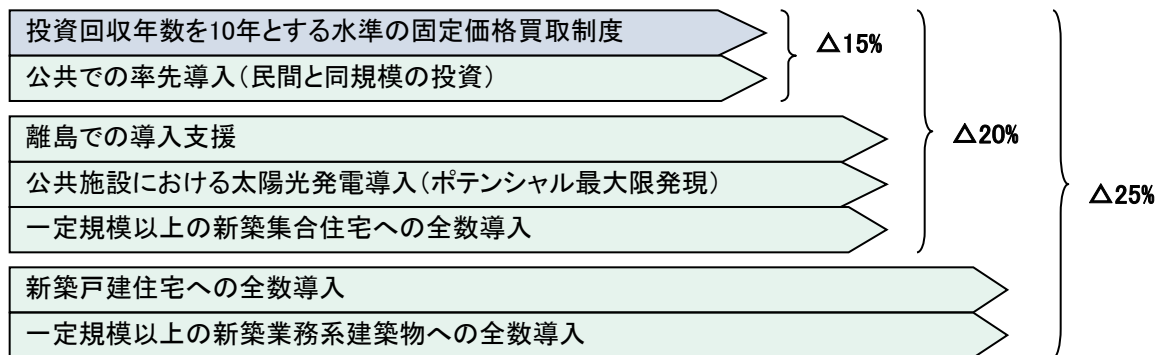 投資回収年数を10年とする水準の固定価格買取制度
公共での率先導入（民間と同規模の投資）
△15%
離島での導入支援
公共施設における太陽光発電導入（ポテンシャル最大限発現）
一定規模以上の新築集合住宅への全数導入
△20%
新築戸建住宅への全数導入
一定規模以上の新築業務系建築物への全数導入
△25%